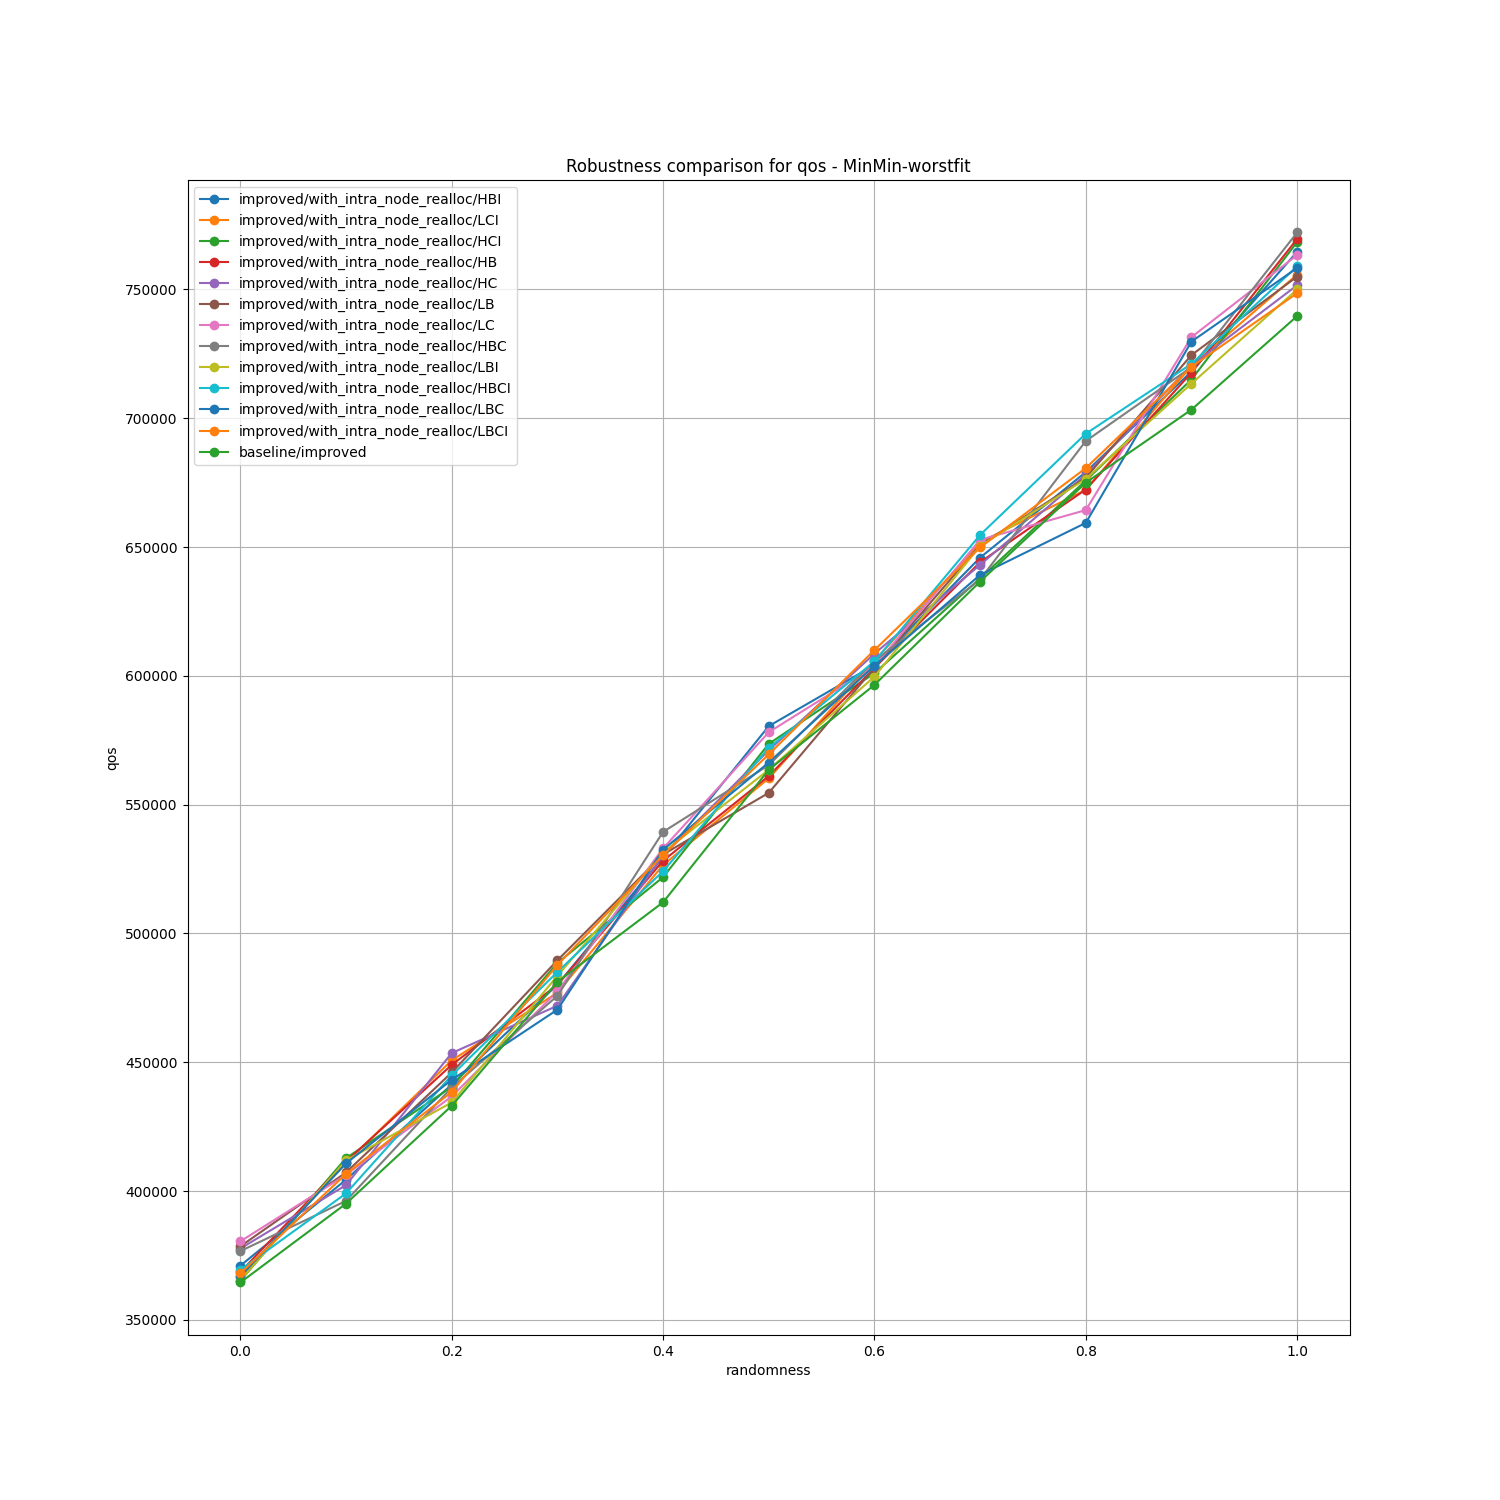 Robustness comparison for qos - MinMin-worstfit
improved/with_intra_node_realloc/HBI
improved/with_intra_node_realloc/LCI
improved/with_intra_node_realloc/HCI
improved/with_intra_node_realloc/HB
improved/with_intra_node_realloc/HC
improved/with_intra_node_realloc/LB
improved/with_intra_node_realloc/LC
improved/with_intra_node_realloc/HBC
improved/with_intra_node_realloc/LBI
improved/with_intra_node_realloc/HBCI
improved/with_intra_node_realloc/LBC
improved/with_intra_node_realloc/LBCI
baseline/improved
750000
700000
650000
600000
550000
500000
450000
400000
350000
qos
0.0 0.2 0.4 0.6 0.8 1.0
randomness